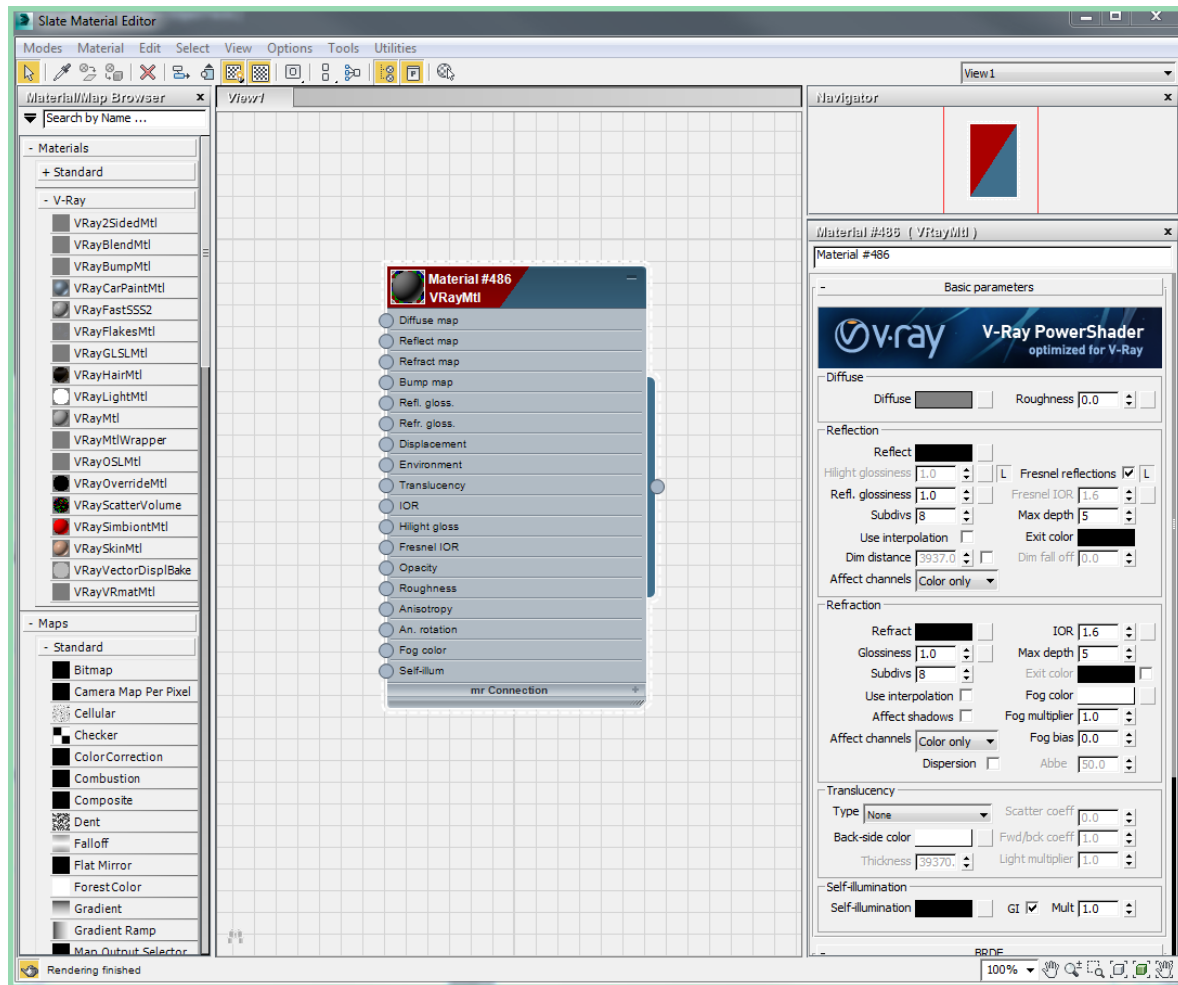 Slate Material Editor
Modes Material Edit Select View Options Tools Utilities
View1
Material/Map Browser x
Search by Name ...
- Materials
+ Standard
- V-Ray
VRay2SidedMtl
VRayBlendMtl
VRayBumpMtl
VRayCarPaintMtl
VRayFastSSS2
VRayFlakesMtl
VRayGLSLMtl
VRayHairMtl
VRayLightMtl
VRayMtl
VRayMtlWrapper
VRayOSLMtl
VRayOverrideMtl
VRayScatterVolume
VRaySimbiontMtl
VRaySkinMtl
VRayVectorDisplBake
VRayVRmatMtl
- Maps
- Standard
Bitmap
Camera Map Per Pixel
Cellular
Checker
ColorCorrection
Combustion
Composite
Dent
Falloff
Flat Mirror
ForestColor
Gradient
Gradient Ramp
Map Output Selector
Rendering finished
View1
Material #486
VRayMtl
Diffuse map
Reflect map
Refract map
Bump map
Refl. gloss.
Refr. gloss.
Displacement
Environment
Translucency
IOR
Hilight gloss
Fresnel IOR
Opacity
Roughness
Anisotropy
An. rotation
Fog color
Self-illum
mr Connection +
Navigator x
Material #486 ( VRayMtl ) x
Material #486
- Basic parameters
v·ray V-Ray PowerShader
optimized for V-Ray
Diffuse
Diffuse Roughness 0.0
Reflection
Reflect
Hilight glossiness 1.0 L Fresnel reflections L
Refl. glossiness 1.0 Fresnel IOR 1.6
Subdivs 8 Max depth 5
Use interpolation Exit color
Dim distance 3937.0 Dim fall off 0.0
Affect channels Color only
Refraction
Refract IOR 1.6
Glossiness 1.0 Max depth 5
Subdivs 8 Exit color
Use interpolation Fog color
Affect shadows Fog multiplier 1.0
Affect channels Color only Fog bias 0.0
Dispersion Abbe 50.0
Translucency
Type None Scatter coeff 0.0
Back-side color Fwd/bck coeff 1.0
Thickness 39370. Light multiplier 1.0
Self-illumination
Self-illumination GI Mult 1.0
- BRDF
100%